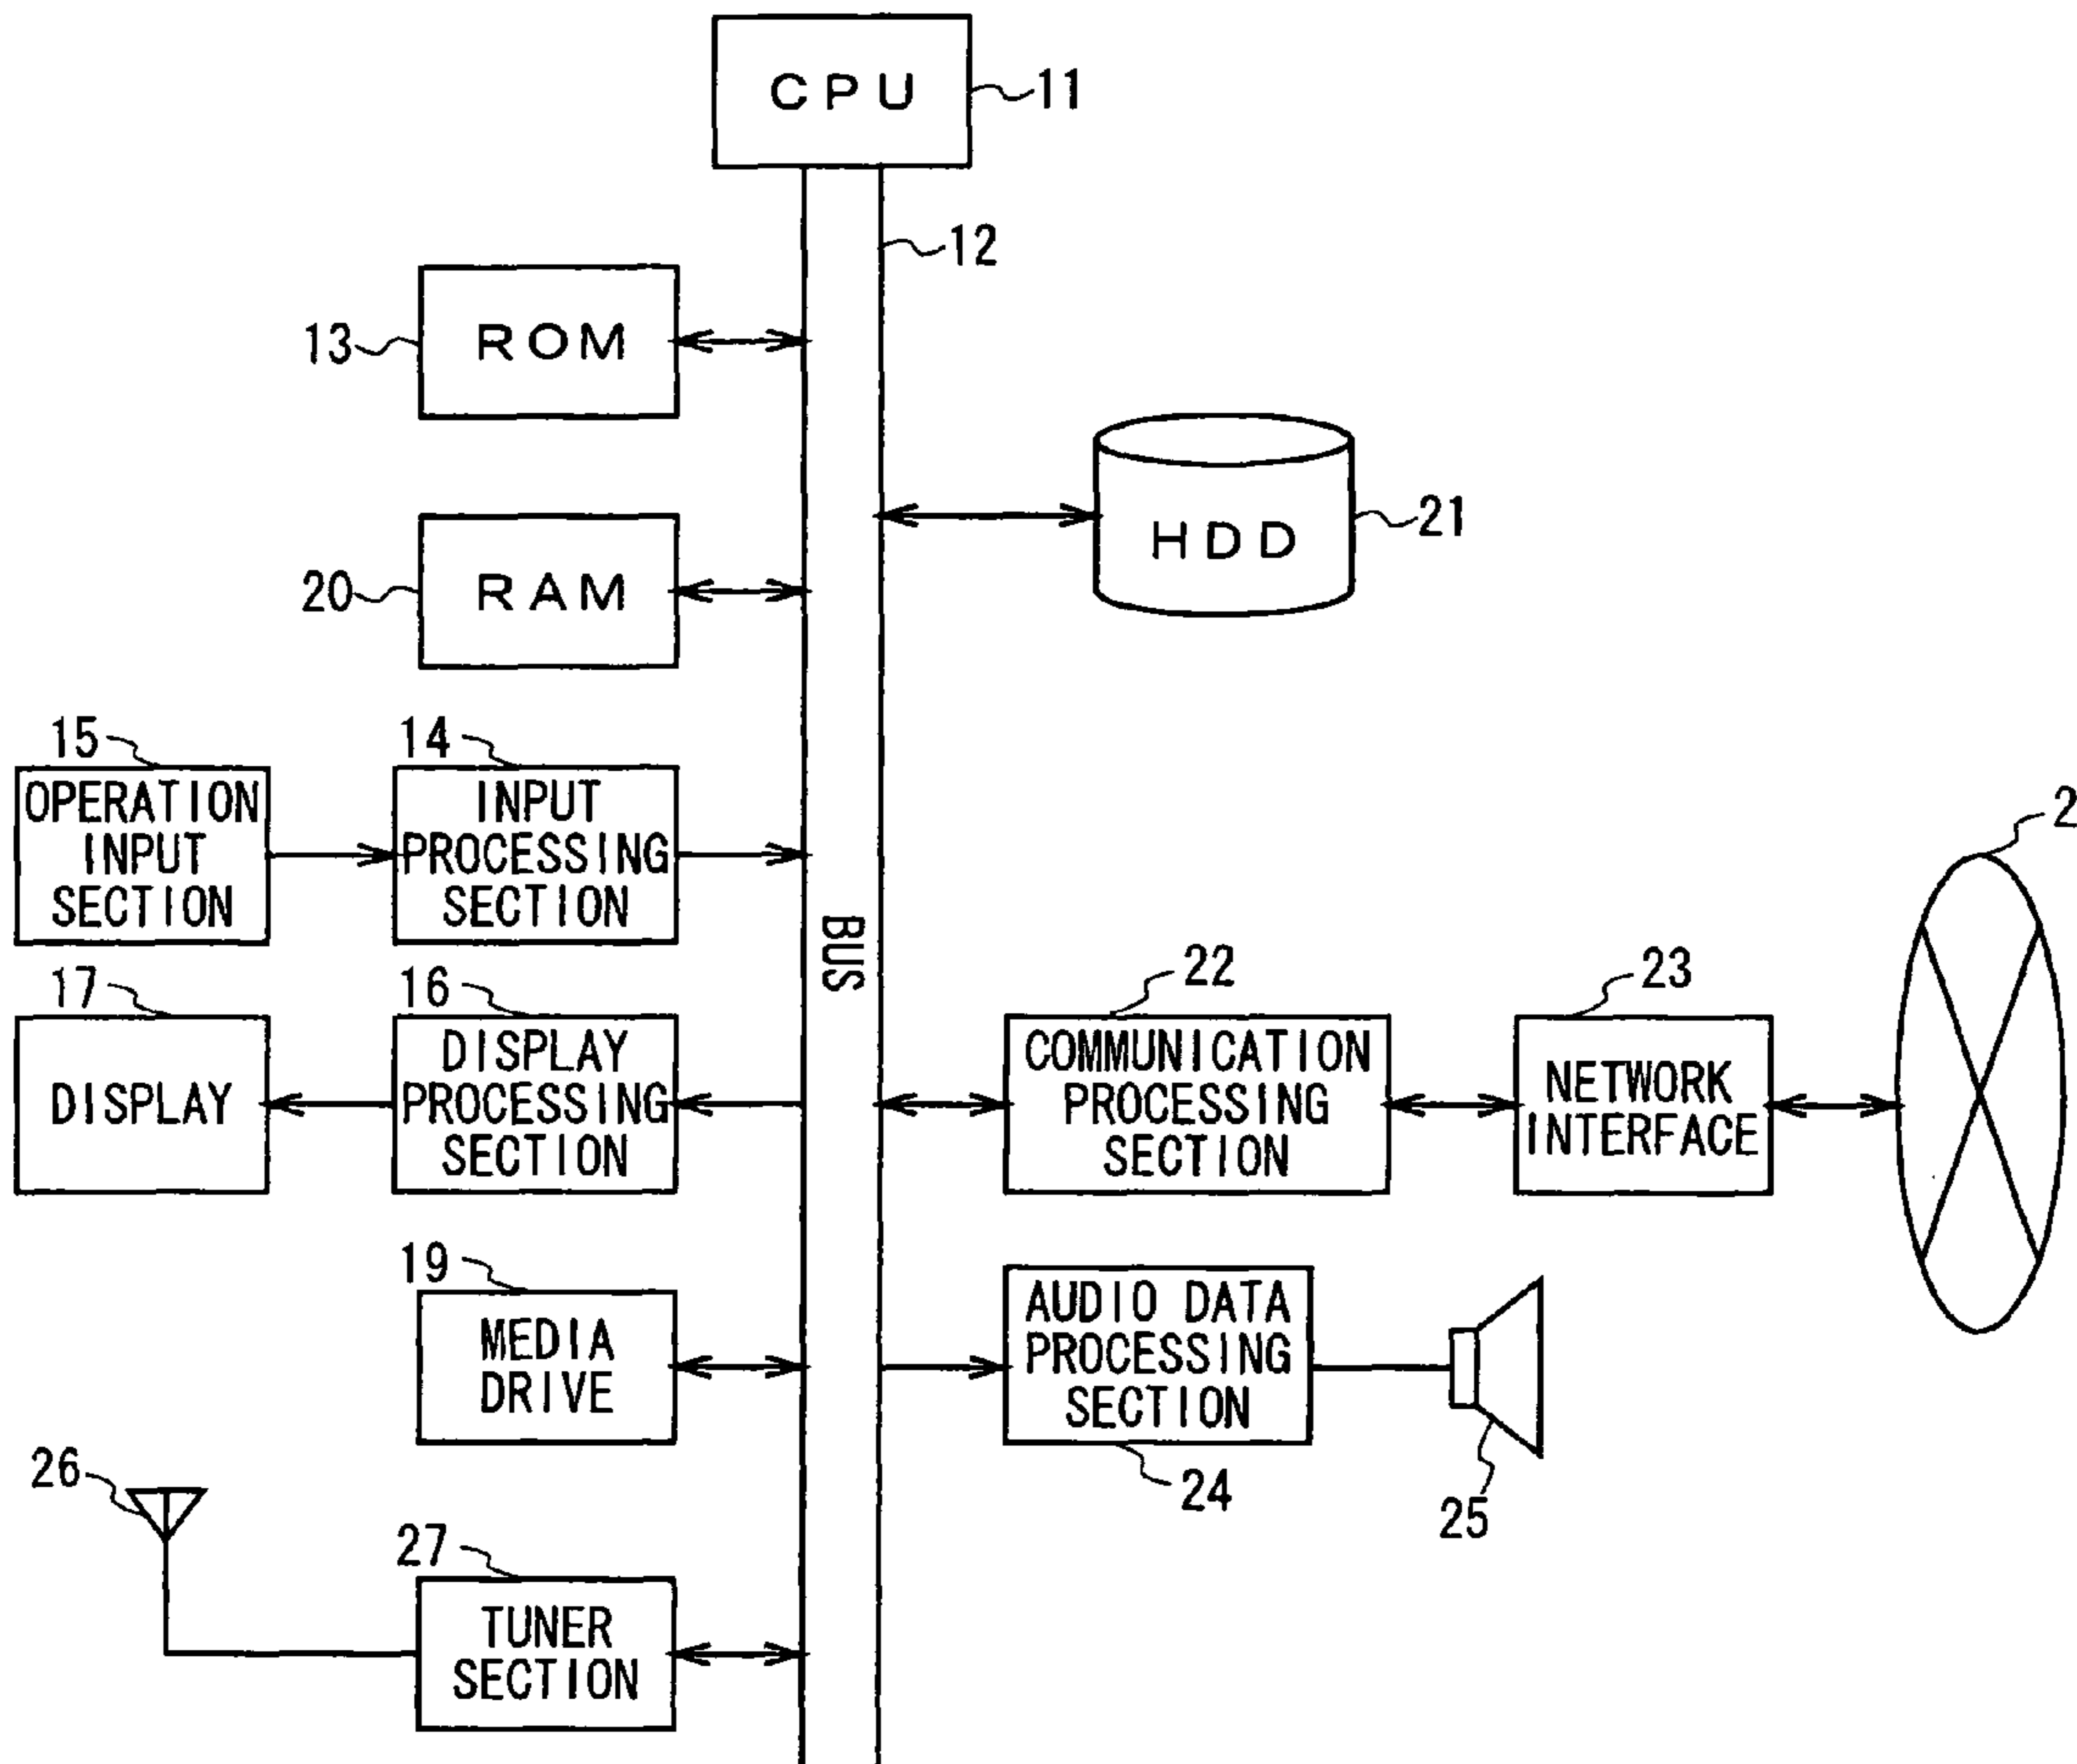 CPU
11
12
13
ROM
HDD
21
20
RAM
15
14
OPERATION
INPUT
SECTION
INPUT
PROCESSING
SECTION
2
BUS
17
16
22
23
DISPLAY
DISPLAY
PROCESSING
SECTION
COMMUNICATION
PROCESSING
SECTION
NETWORK
INTERFACE
19
MEDIA
DRIVE
AUDIO DATA
PROCESSING
SECTION
26
24
25
27
TUNER
SECTION